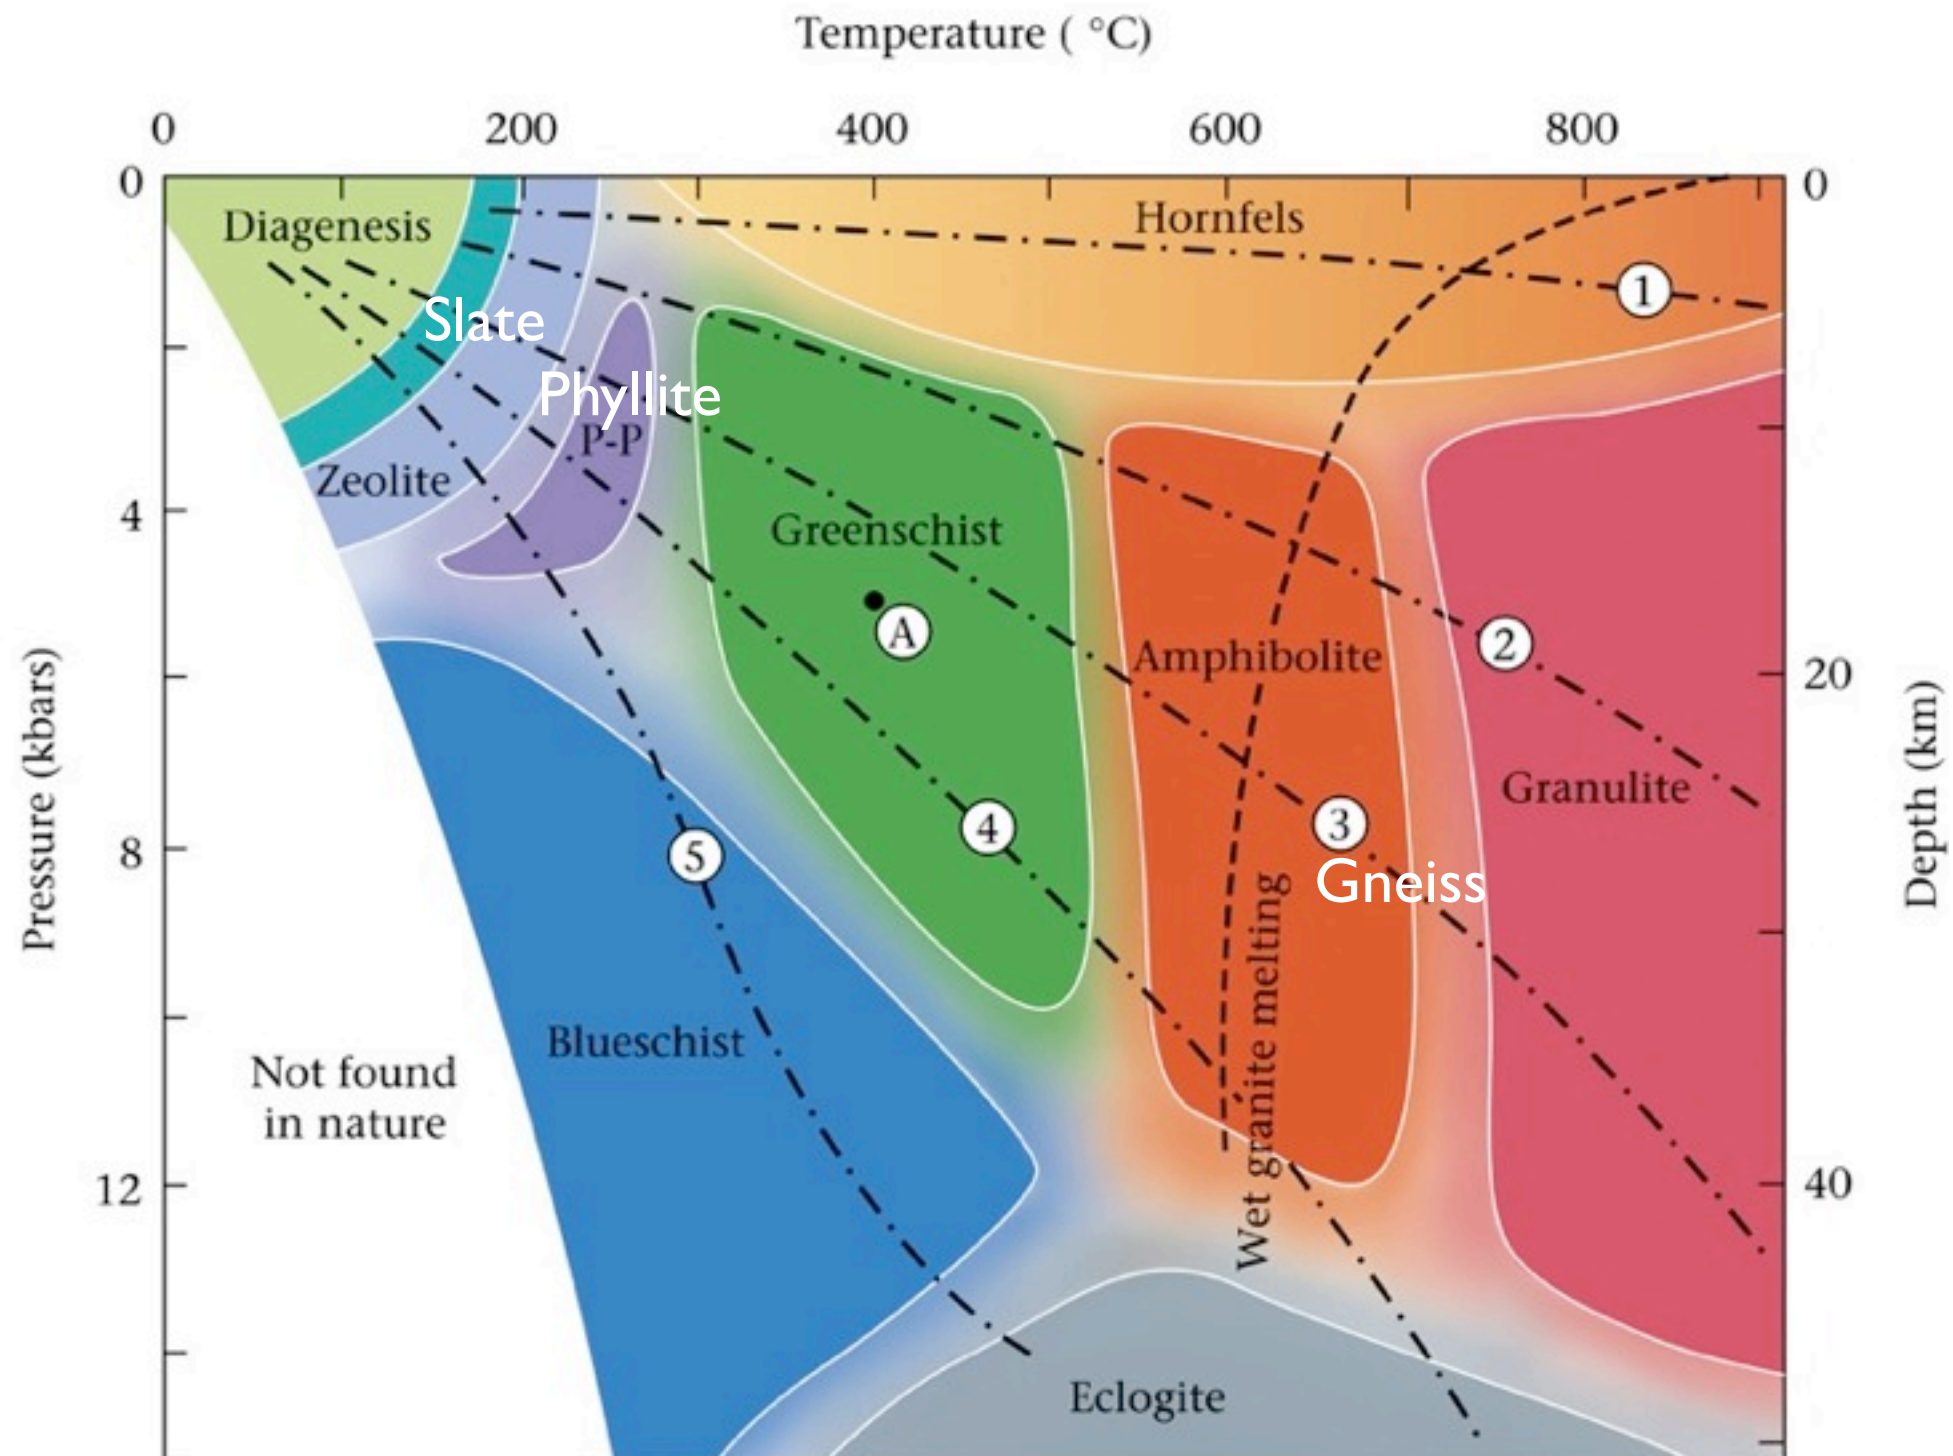 Temperature ( °C)
0 200 400 600 800
0 0
Diagenesis
Hornfels
1
Slate
Phyllite
P-P
Zeolite
4
Greenschist
A
Amphibolite
2
20
Pressure (kbars)
Depth (km)
Granulite
4
3
8
5
Gneiss
Wet granite melting
Blueschist
Not found
in nature
12
40
Eclogite